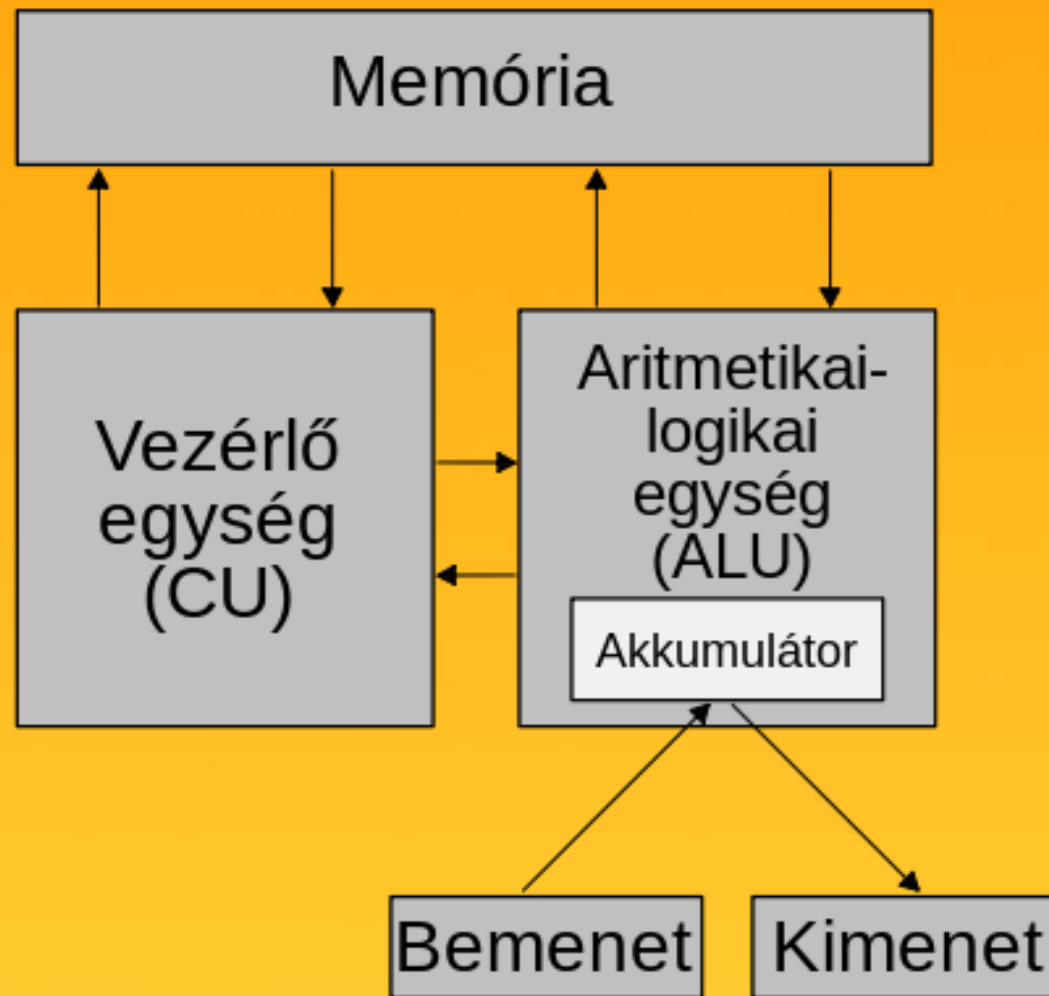 Memória
Vezérlő
egység
(CU)
Aritmetikai-
logikai
egység
(ALU)
Akkumulátor
Bemenet
Kimenet